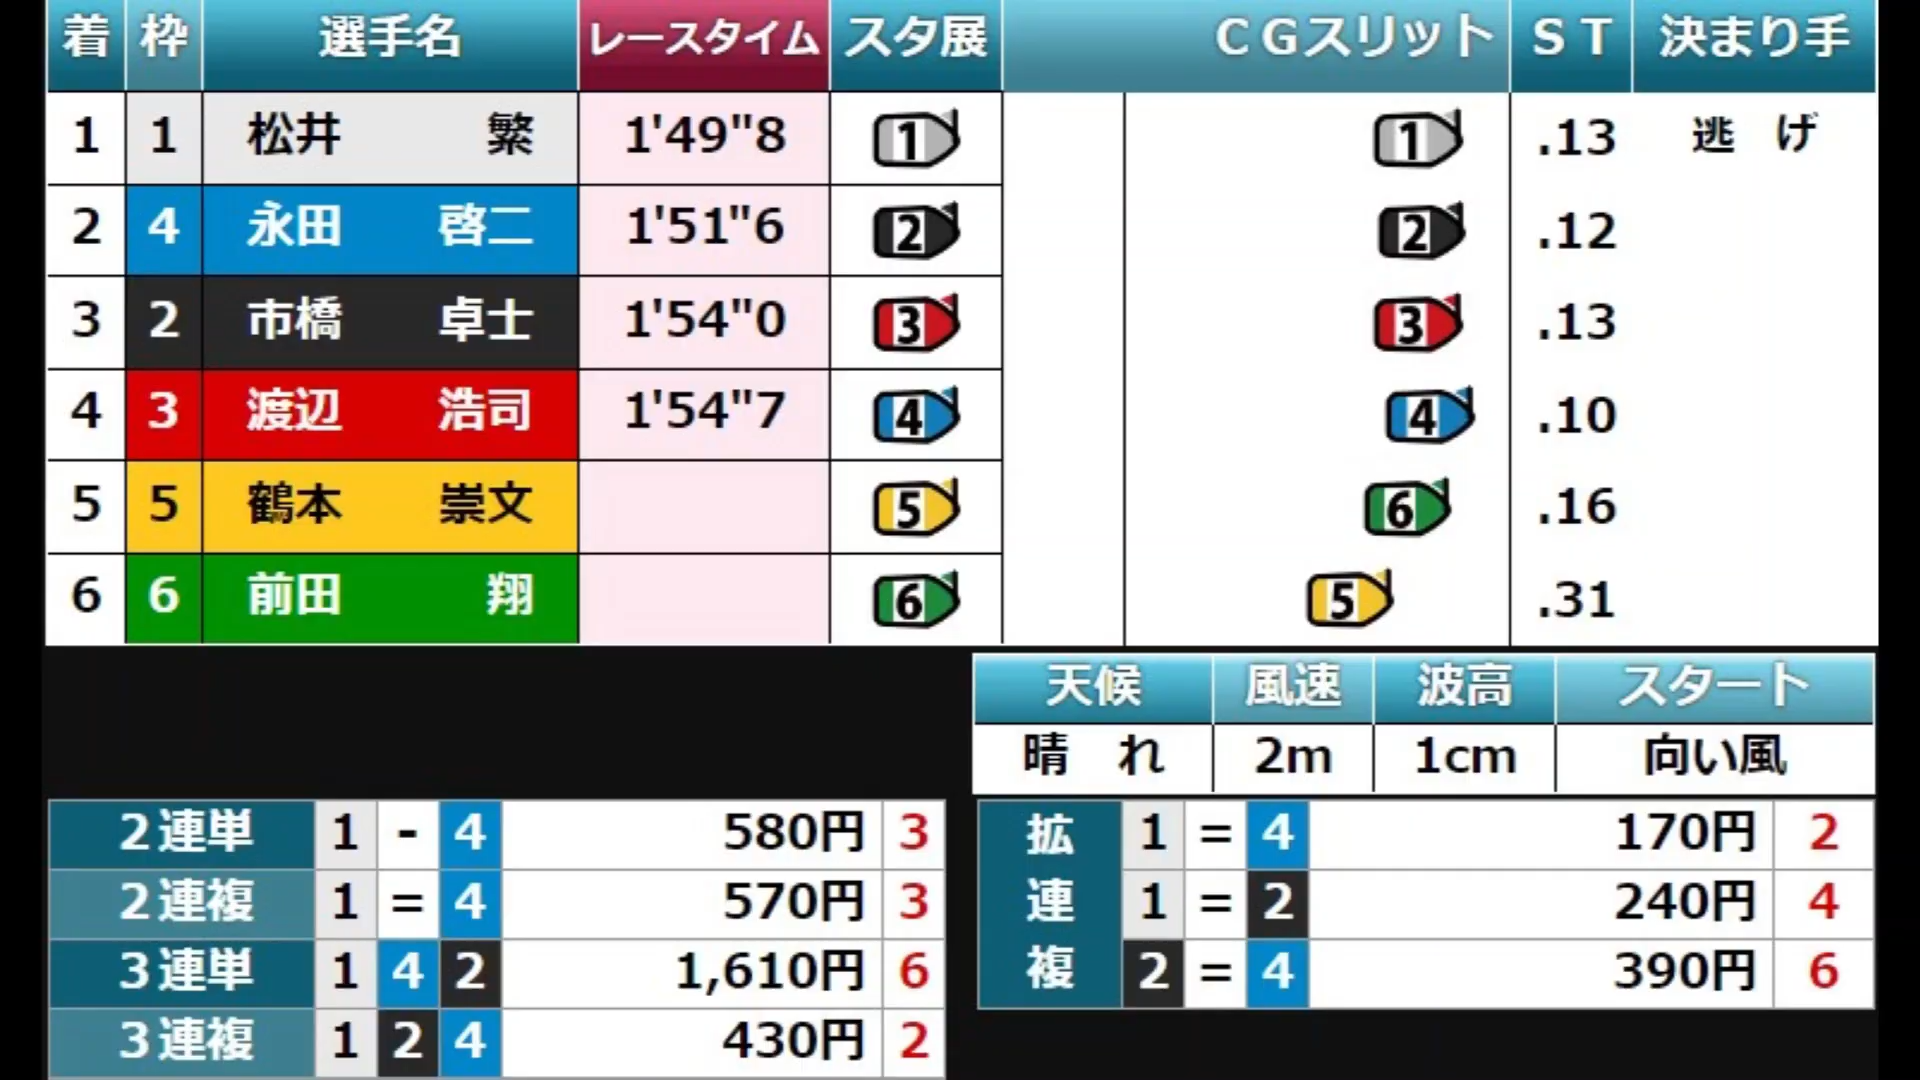 着 枠 選手名 レースタイム スタ展 CGスリット ST 決まり手
1 1 松井 繁 1'49"8 1 1 .13 逃げ
2 4 永田 啓二 1'51"6 2 2 .12
3 2 市橋 卓士 1'54"0 3 3 .13
4 3 渡辺 浩司 1'54"7 4 4 .10
5 5 鶴本 崇文 5 6 .16
6 6 前田 翔 6 5 .31
天候 風速 波高 スタート
晴れ 2m 1cm 向い風
2連単 1 - 4 580円 3
2連複 1 = 4 570円 3
3連単 1 4 2 1,610円 6
3連複 1 2 4 430円 2
拡連複
1 = 4 170円 2
1 = 2 240円 4
2 = 4 390円 6